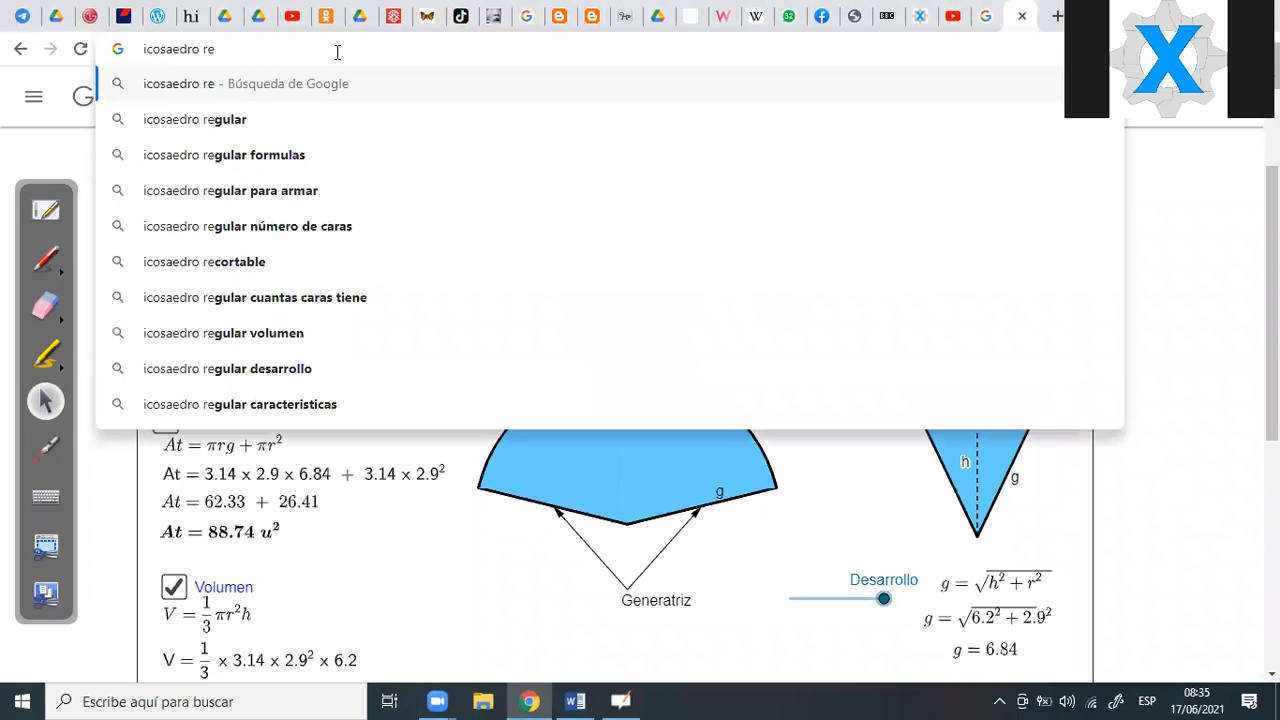 icosaedro re
icosaedro re - Búsqueda de Google
icosaedro regular
icosaedro regular formulas
icosaedro regular para armar
icosaedro regular número de caras
icosaedro recortable
icosaedro regular cuantas caras tiene
icosaedro regular volumen
icosaedro regular desarrollo
icosaedro regular caracteristicas
At = πrg + πr²
At = 3.14 x 2.9 x 6.84 + 3.14 x 2.9²
At = 62.33 + 26.41
At = 88.74 u²
Volumen
V = 1/3 πr²h
V = 1/3 x 3.14 x 2.9² x 6.2
g
Generatriz
Desarrollo
h
g
g = √h² + r²
g = √6.2² + 2.9²
g = 6.84
X
Escribe aquí para buscar
ESP
08:35
17/06/2021